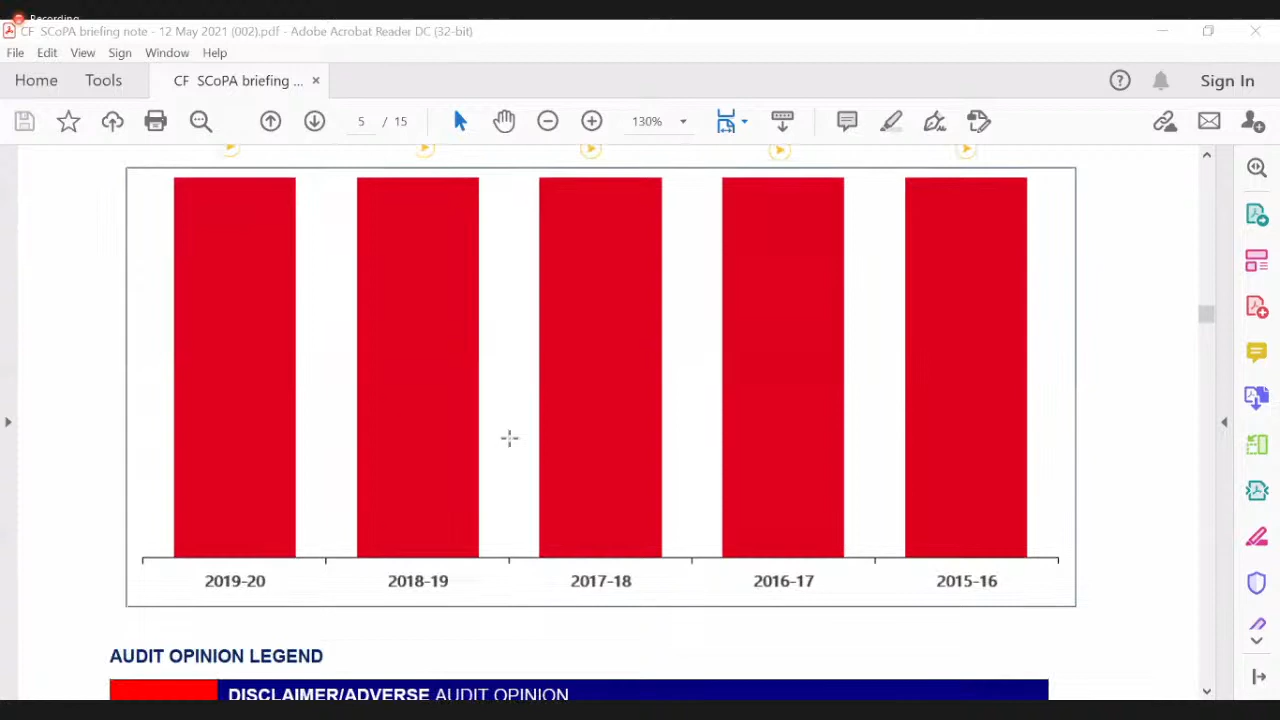 Recording
CF SCoPA briefing note - 12 May 2021 (002).pdf - Adobe Acrobat Reader DC (32-bit)
File Edit View Sign Window Help
Home Tools CF SCoPA briefing ... × Sign In
5 / 15 130%
2019-20 2018-19 2017-18 2016-17 2015-16
AUDIT OPINION LEGEND
DISCLAIMER/ADVERSE AUDIT OPINION